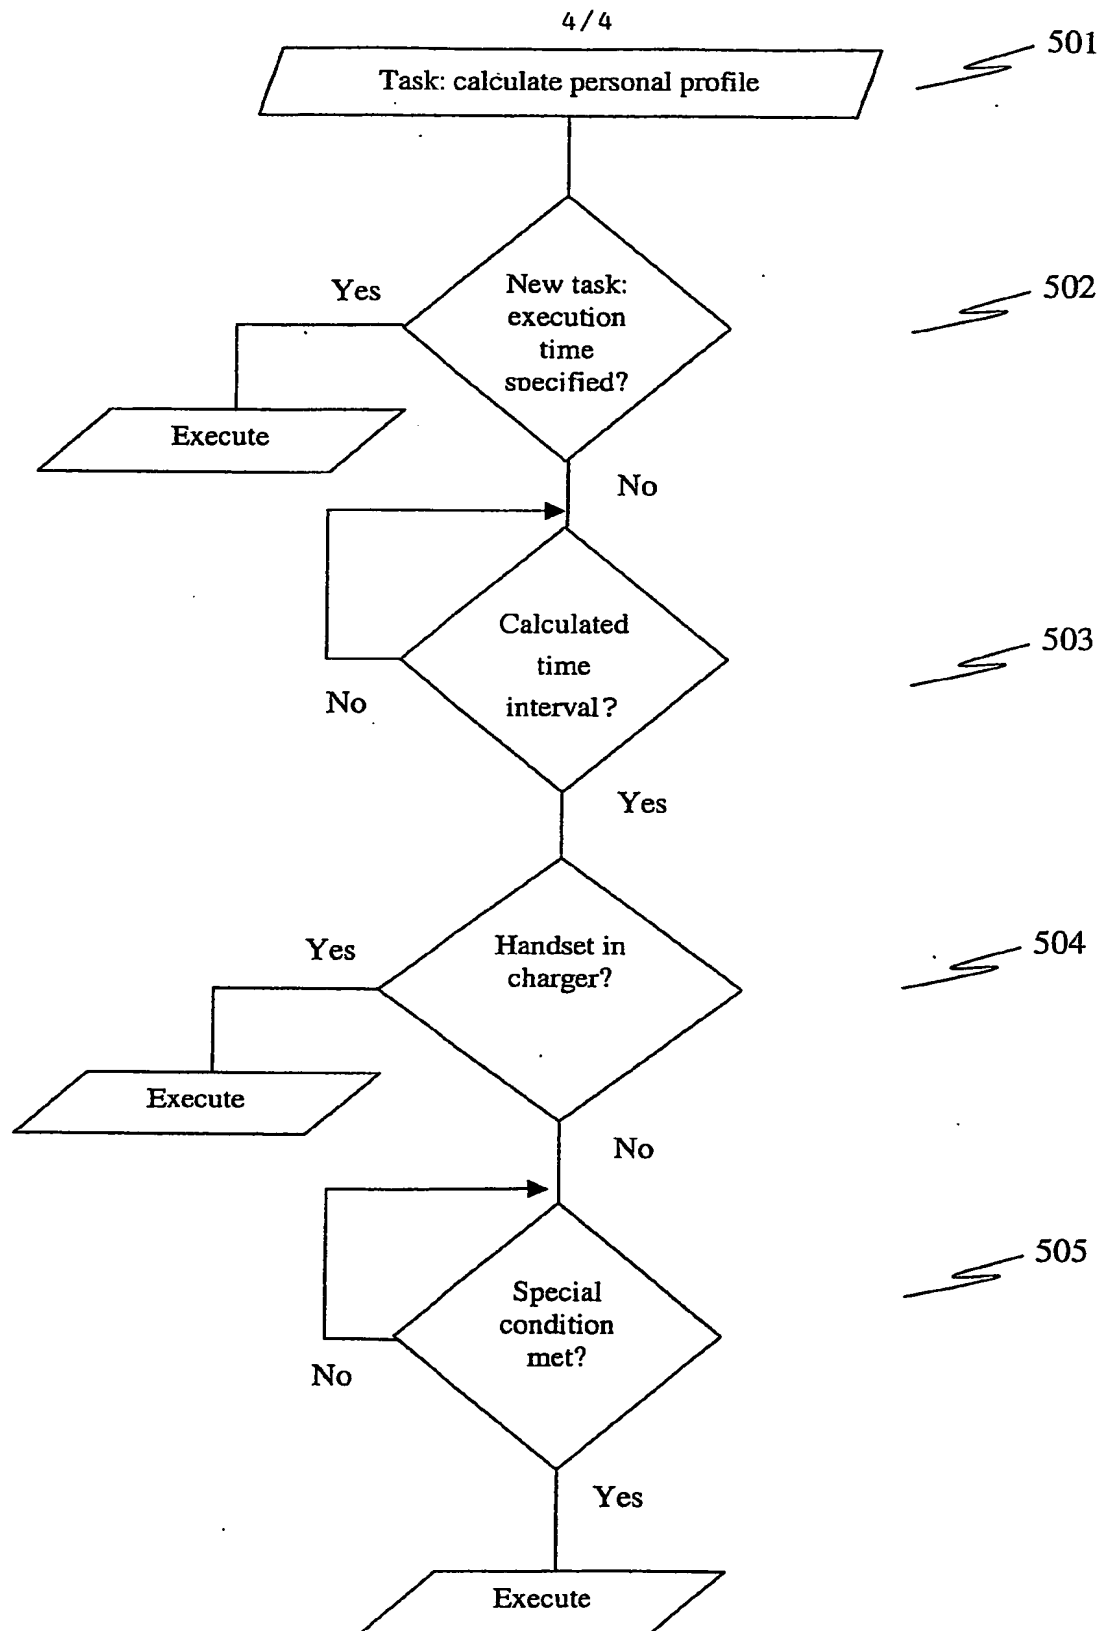 4/4
Task: calculate personal profile
501
New task:
execution
time
specified?
Yes
502
Execute
No
Calculated
time
interval?
503
No
Yes
Handset in
charger?
Yes
504
Execute
No
Special
condition
met?
505
No
Yes
Execute